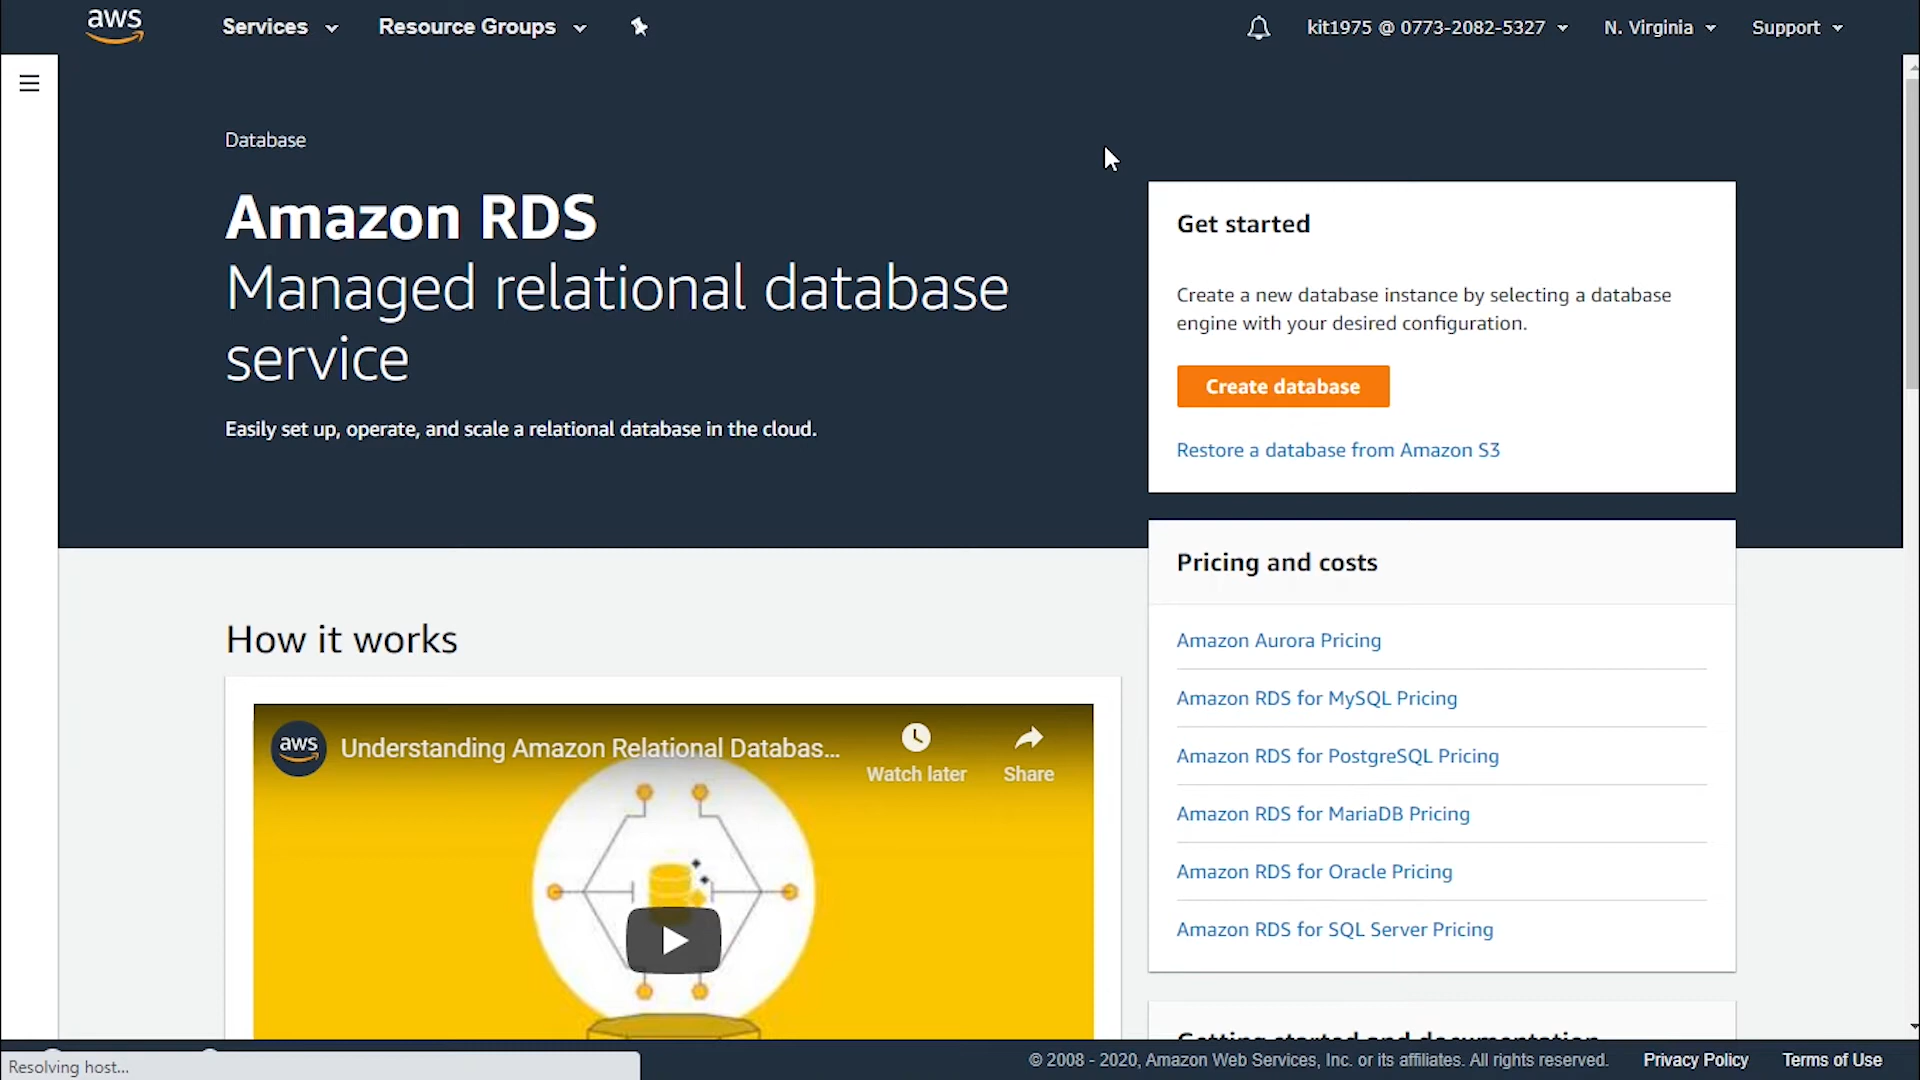 aws
Services
Resource Groups
kit1975 @ 0773-2082-5327
N. Virginia
Support
Database
Amazon RDS
Managed relational database
service
Easily set up, operate, and scale a relational database in the cloud.
Get started
Create a new database instance by selecting a database
engine with your desired configuration.
Create database
Restore a database from Amazon S3
Pricing and costs
Amazon Aurora Pricing
Amazon RDS for MySQL Pricing
Amazon RDS for PostgreSQL Pricing
Amazon RDS for MariaDB Pricing
Amazon RDS for Oracle Pricing
Amazon RDS for SQL Server Pricing
How it works
aws
Understanding Amazon Relational Databas...
Watch later
Share
Getting started and documentation
Resolving host...
© 2008 - 2020, Amazon Web Services, Inc. or its affiliates. All rights reserved.
Privacy Policy
Terms of Use